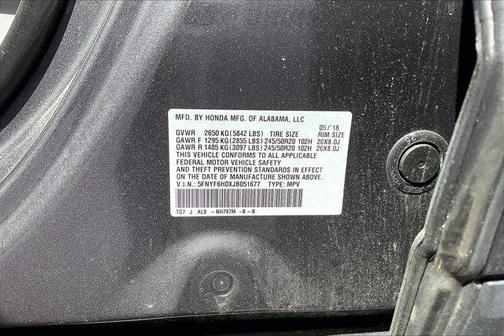 MFD. BY HONDA MFG. OF ALABAMA, LLC
05/'18
GVWR 2650 KG(5842 LBS) TIRE SIZE RIM SIZE
GAWR F 1295 KG(2855 LBS) 245/50R20 102H 20X8.0J
GAWR R 1405 KG(3097 LBS) 245/50R20 102H 20X8.0J
THIS VEHICLE CONFORMS TO ALL APPLICABLE
FEDERAL MOTOR VEHICLE SAFETY
AND THEFT PREVENTION STANDARDS IN EFFECT
ON THE DATE OF MANUFACTURE SHOWN ABOVE.
V.I.N.: 5FNYF6H0XJB051677 TYPE: MPV
TG7 J AL9 -NH797M -B -B